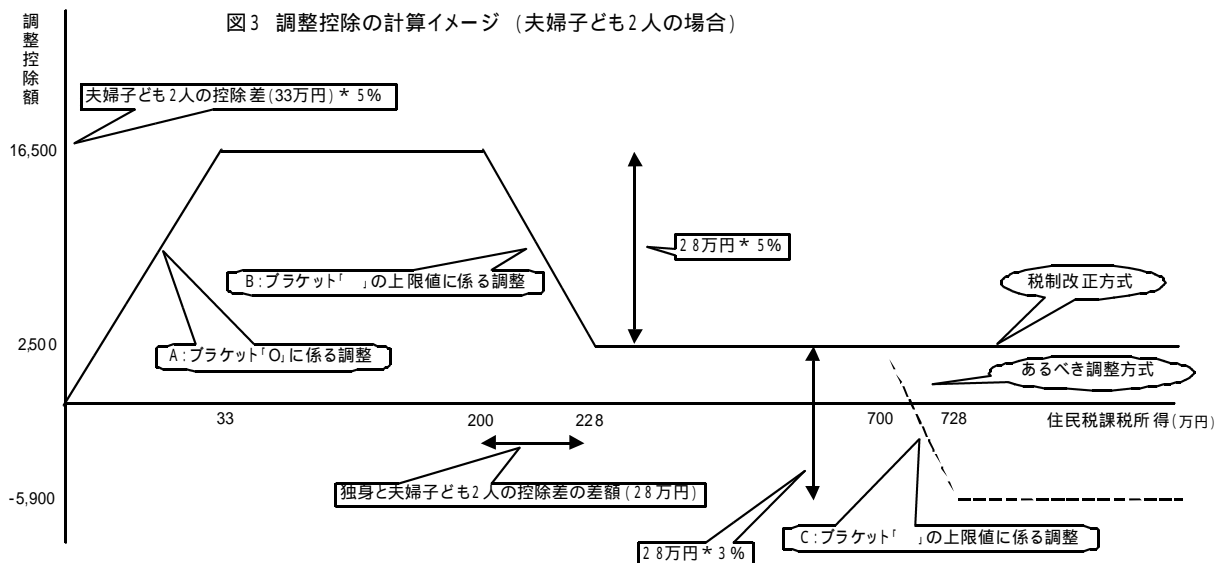 図3 調整控除の計算イメージ (夫婦子ども2人の場合)
調整控除額
夫婦子ども2人の控除差(33万円)*5%
16,500
28万円*5%
B:ブラケット「 」の上限値に係る調整
税制改正方式
2,500
A:ブラケット「O」に係る調整
あるべき調整方式
33
200
228
700
728
住民税課税所得(万円)
独身と夫婦子ども2人の控除差の差額(28万円)
-5,900
C:ブラケット「 」の上限値に係る調整
28万円*3%